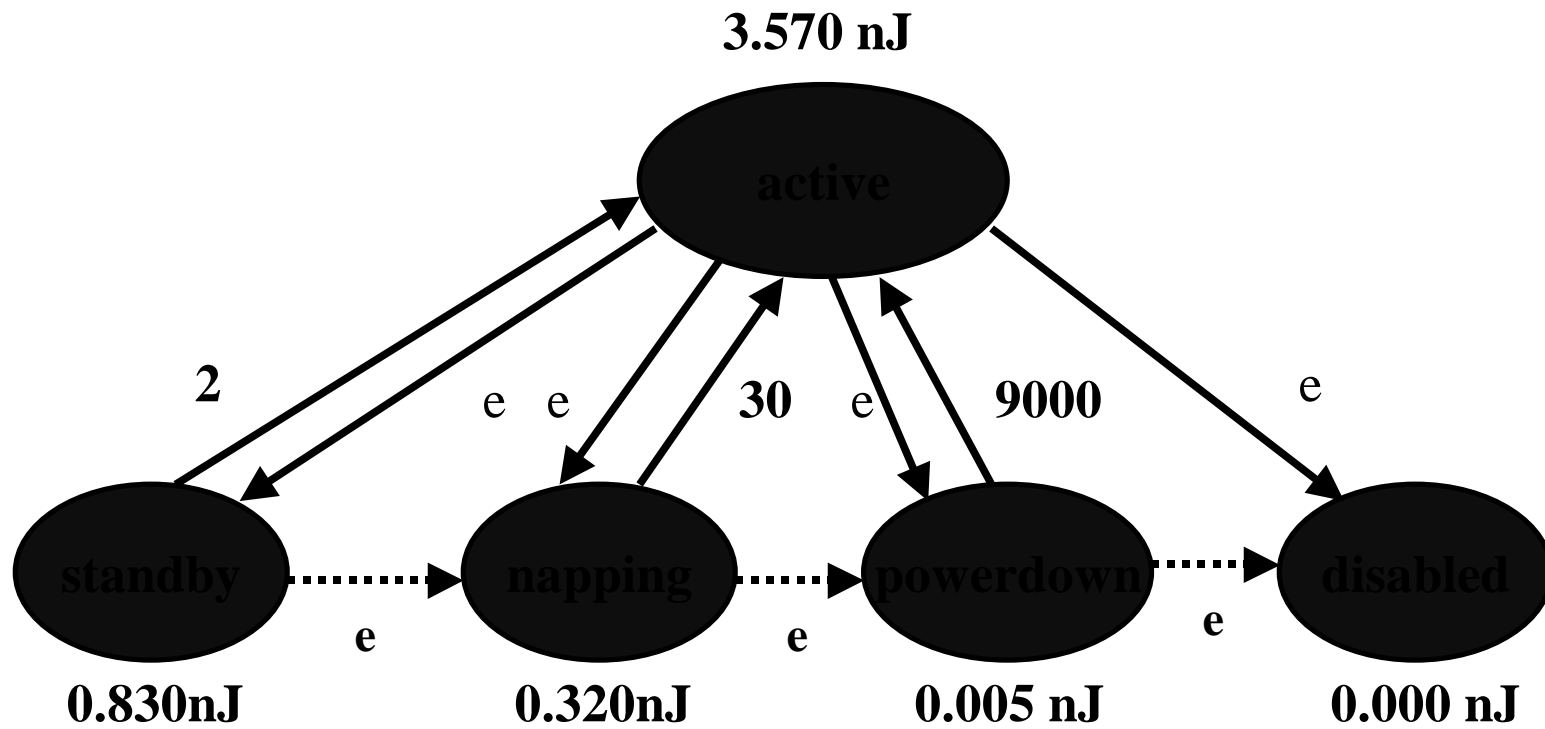 3.570 nJ
active
2
e
e
30
e
9000
e
standby
napping
powerdown
disabled
e
e
e
0.830nJ
0.320nJ
0.005 nJ
0.000 nJ